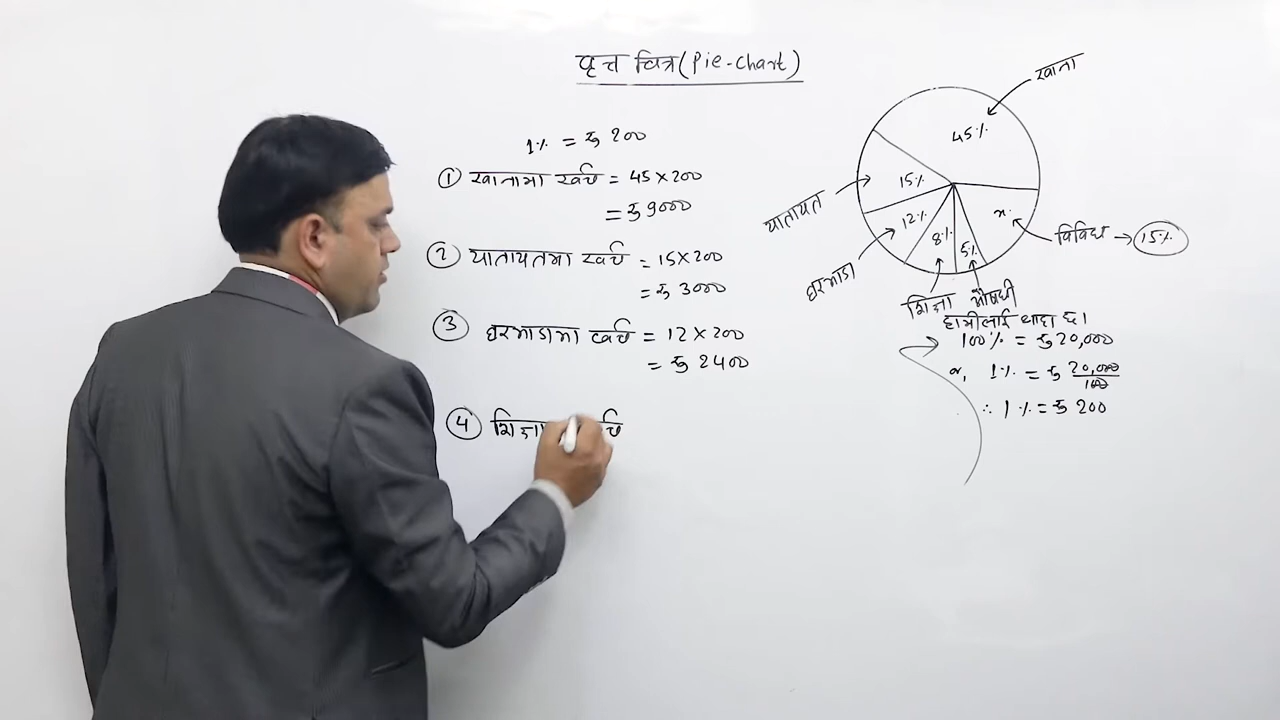 वृत्त चित्र (Pie-chart)
1% = रु 200
① खानामा खर्च = 45 × 200
= रु 9000
② यातायतमा खर्च = 15 × 200
= रु 3000
③ घरभाडामा खर्च = 12 × 200
= रु 2400
④ शिक्षा
खाना
45%
यातायत
15%
घरभाडा
12%
8%
5%
x
विविध → 15%
शिक्षा औषधी
हामीलाई थाहा छ।
100% = रु 20,000
or, 1% = रु 20,000/100
∴ 1% = रु 200